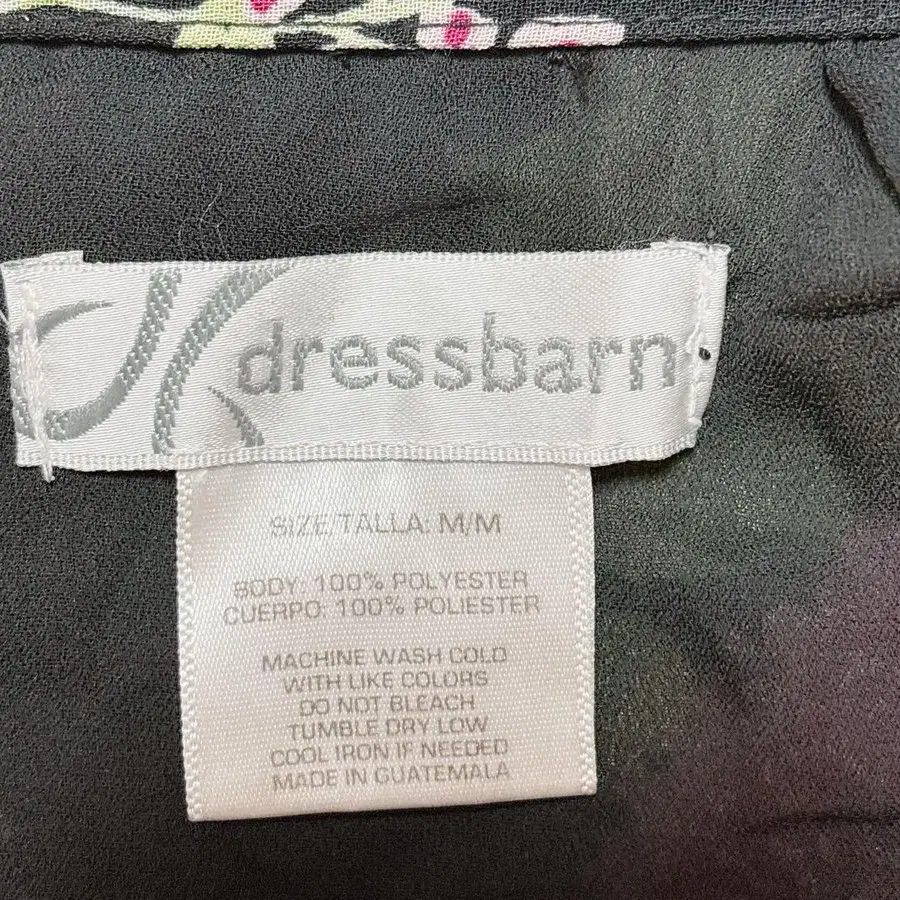 dressbarn
SIZE/TALLA: M/M
BODY: 100% POLYESTER
CUERPO: 100% POLIESTER
MACHINE WASH COLD
WITH LIKE COLORS
DO NOT BLEACH
TUMBLE DRY LOW
COOL IRON IF NEEDED
MADE IN GUATEMALA